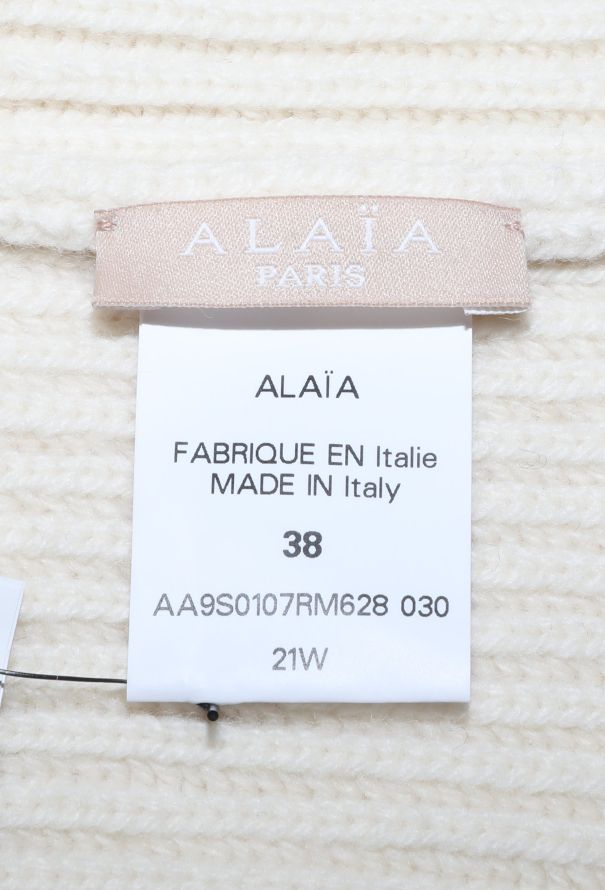 ALAÏA
PARIS
ALAÏA
FABRIQUE EN Italie
MADE IN Italy
38
AA9S0107RM628 030
21W